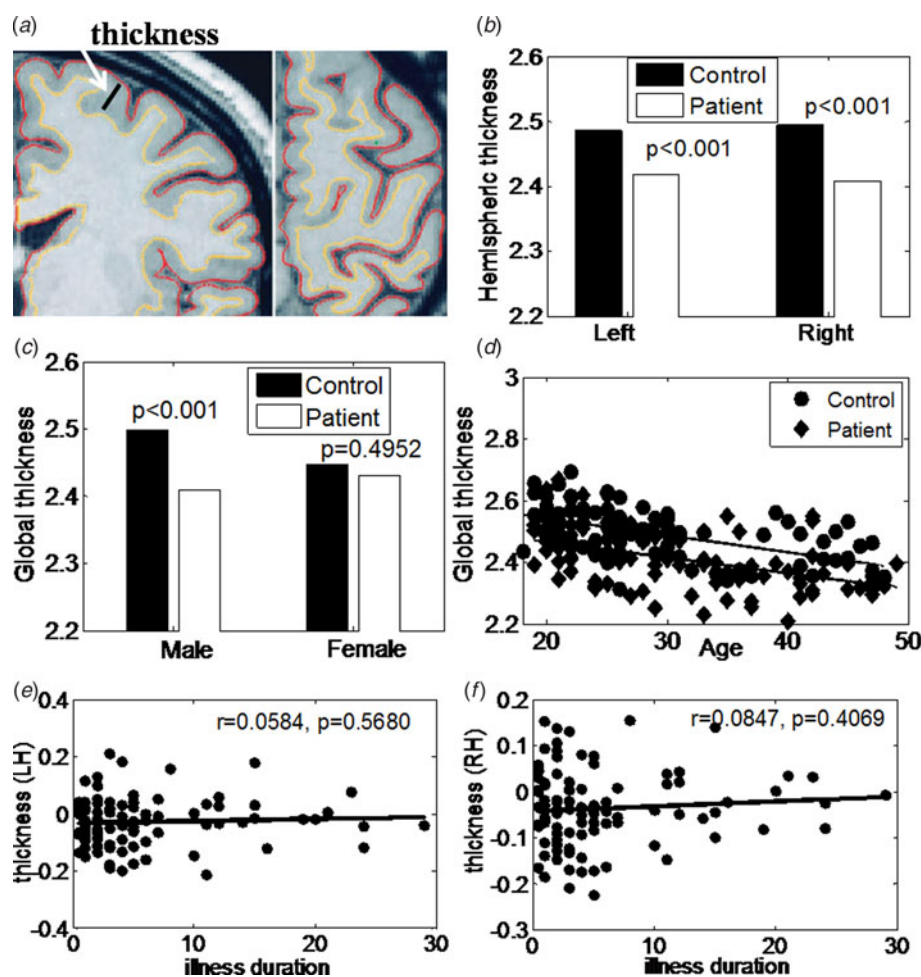 (a)
thickness
(b)
Hemispheric thickness
2.6
2.5
2.4
2.3
2.2
Control
Patient
p<0.001
p<0.001
Left
Right
(c)
Global thickness
2.6
2.5
2.4
2.3
2.2
Control
Patient
p<0.001
p=0.4952
Male
Female
(d)
Global thickness
3
2.8
2.6
2.4
2.2
Control
Patient
20
30
40
50
Age
(e)
thickness (LH)
0.4
0.2
0
-0.2
-0.4
r=0.0584, p=0.5680
0
10
20
30
illness duration
(f)
thickness (RH)
0.2
0.1
0
-0.1
-0.2
-0.3
r=0.0847, p=0.4069
0
10
20
30
illness duration